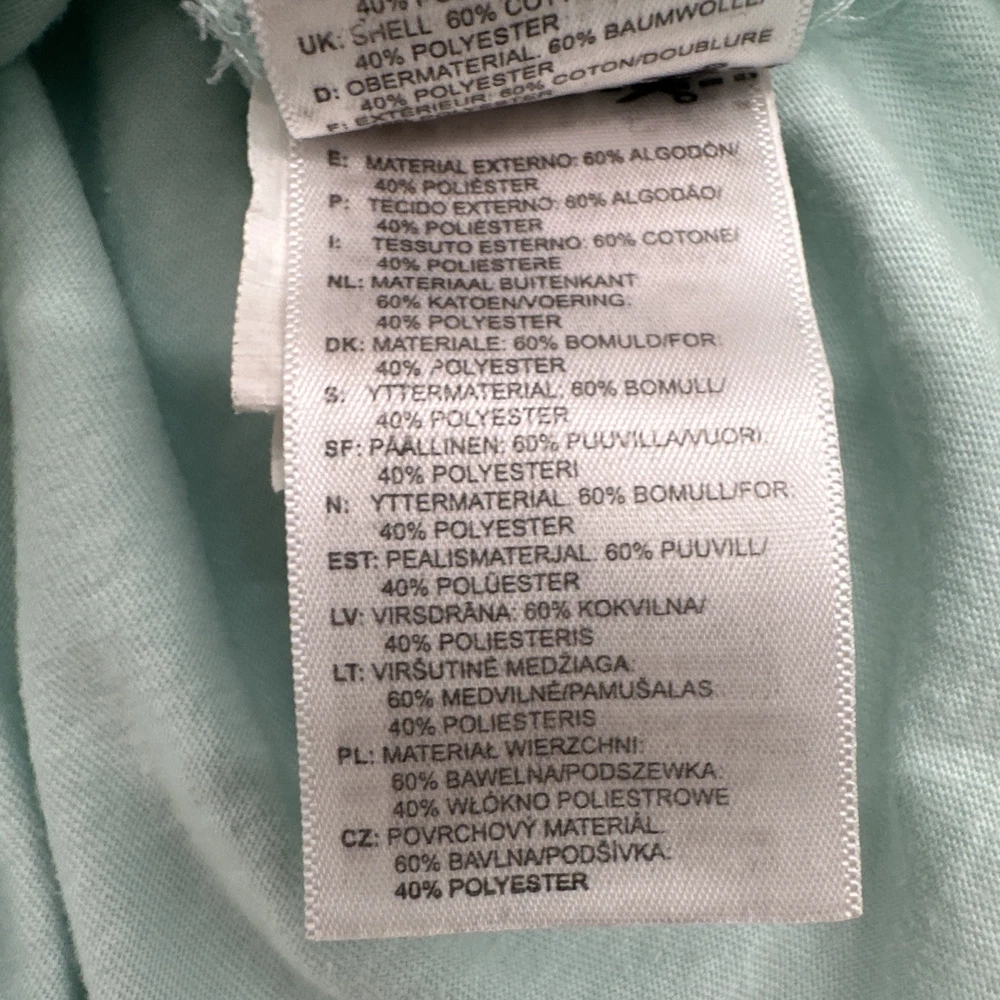 40%
UK: SHELL 60%
40% POLYESTER
D: OBERMATERIAL. 60% BAUMWOLLE/
40% POLYESTER
F: EXTÉRIEUR: 60% COTON/DOUBLURE
E: MATERIAL EXTERNO: 60% ALGODÓN/
40% POLIÉSTER
P: TECIDO EXTERNO: 60% ALGODÃO/
40% POLIÉSTER
I: TESSUTO ESTERNO: 60% COTONE/
40% POLIESTERE
NL: MATERIAAL BUITENKANT
60% KATOEN/VOERING:
40% POLYESTER
DK: MATERIALE: 60% BOMULD/FOR:
40% POLYESTER
S: YTTERMATERIAL: 60% BOMULL/
40% POLYESTER
SF: PÄÄLLINEN: 60% PUUVILLA/VUORI:
40% POLYESTERI
N: YTTERMATERIAL 60% BOMULL/FOR
40% POLYESTER
EST: PEALISMATERJAL: 60% PUUVILL/
40% POLÜESTER
LV: VIRSDRĀNA: 60% KOKVILNA/
40% POLIESTERIS
LT: VIRŠUTINĖ MEDŽIAGA:
60% MEDVILNĖ/PAMUŠALAS:
40% POLIESTERIS
PL: MATERIAŁ WIERZCHNI:
60% BAWEŁNA/PODSZEWKA:
40% WŁÓKNO POLIESTROWE
CZ: POVRCHOVÝ MATERIÁL:
60% BAVLNA/PODŠÍVKA:
40% POLYESTER